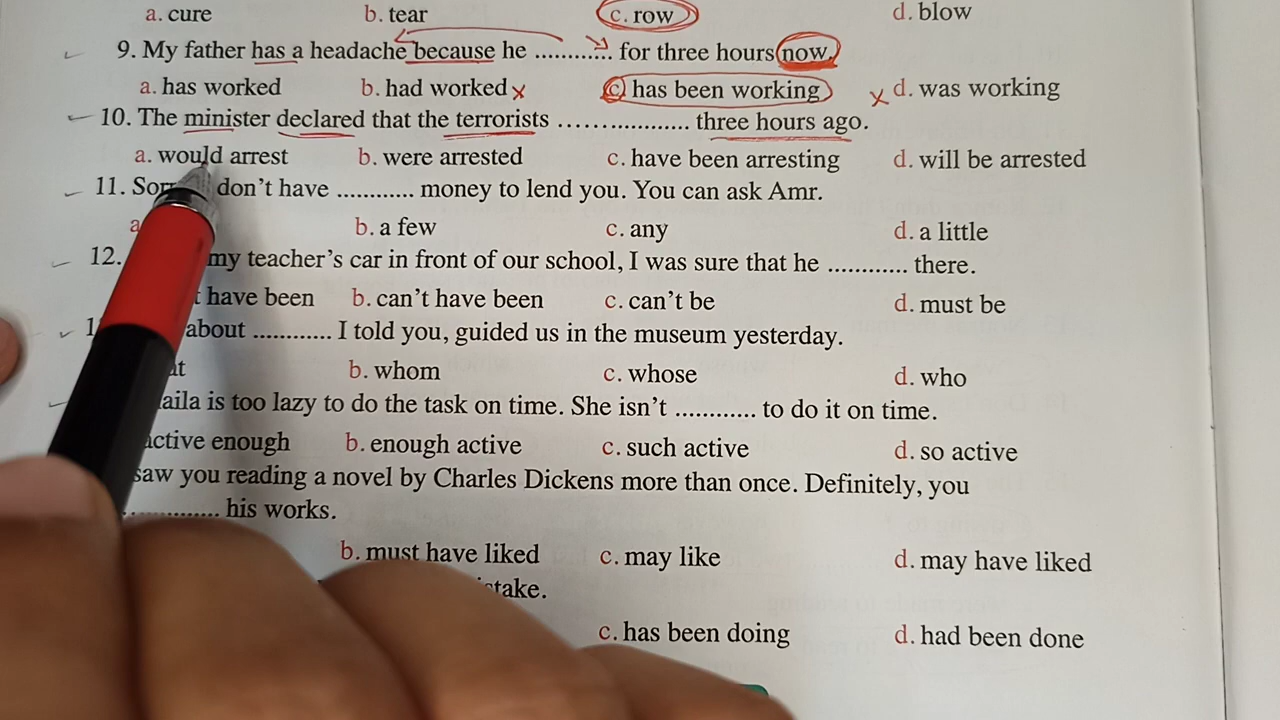 a. cure b. tear c. row d. blow
9. My father has a headache because he ............ for three hours now.
a. has worked b. had worked x c. has been working x d. was working
10. The minister declared that the terrorists .................... three hours ago.
a. would arrest b. were arrested c. have been arresting d. will be arrested
11. don't have ............ money to lend you. You can ask Amr.
a b. a few c. any d. a little
12. my teacher's car in front of our school, I was sure that he ............ there.
have been b. can't have been c. can't be d. must be
about ............ I told you, guided us in the museum yesterday.
b. whom c. whose d. who
is too lazy to do the task on time. She isn't ............ to do it on time.
active enough b. enough active c. such active d. so active
saw you reading a novel by Charles Dickens more than once. Definitely, you
............ his works.
b. must have liked c. may like d. may have liked
c. has been doing d. had been done